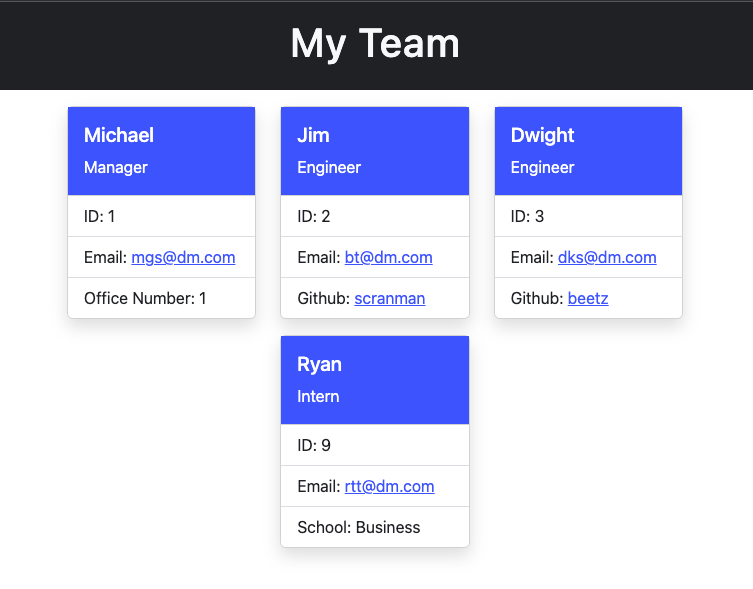 My Team
Michael
Manager
ID: 1
Email: mgs@dm.com
Office Number: 1
Jim
Engineer
ID: 2
Email: bt@dm.com
Github: scranman
Dwight
Engineer
ID: 3
Email: dks@dm.com
Github: beetz
Ryan
Intern
ID: 9
Email: rtt@dm.com
School: Business